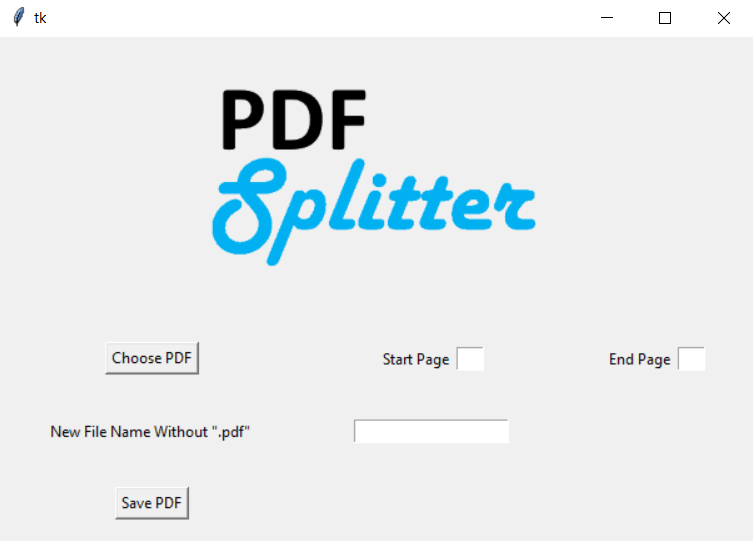 tk
PDF
Splitter
Choose PDF
Start Page
End Page
New File Name Without ".pdf"
Save PDF